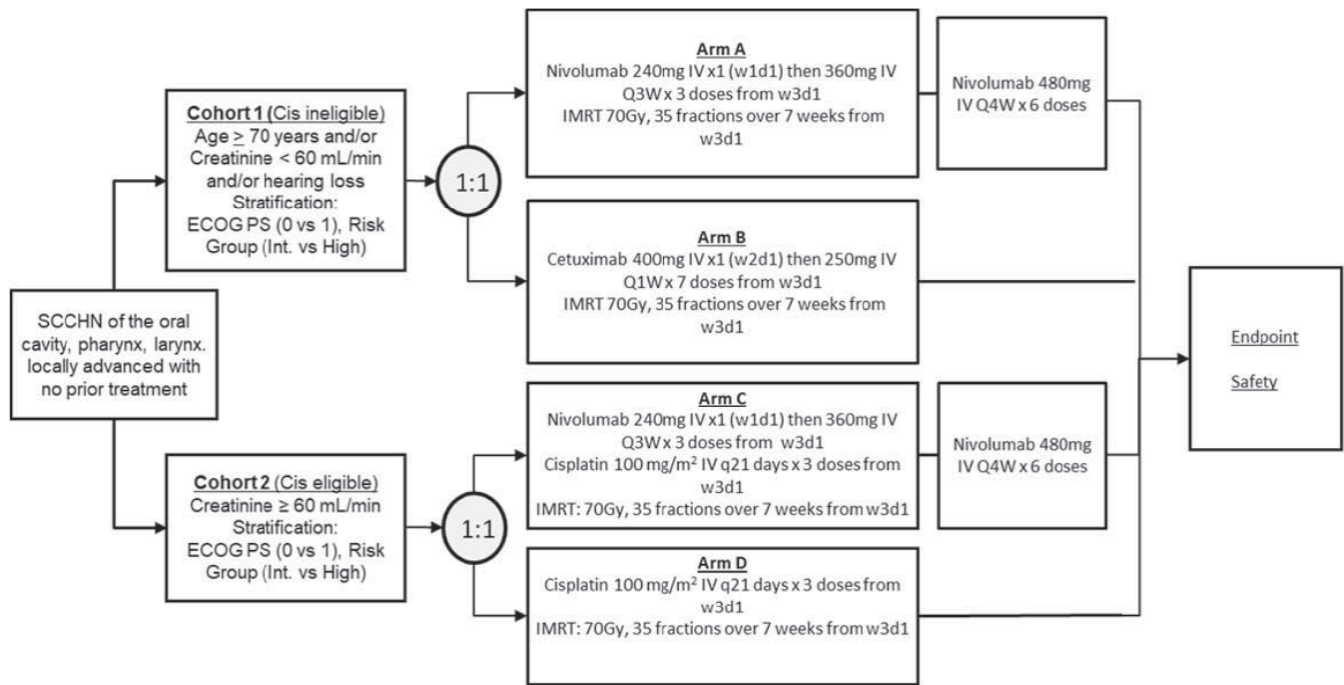 SCCHN of the oral
cavity, pharynx, larynx.
locally advanced with
no prior treatment
Cohort 1 (Cis ineligible)
Age ≥ 70 years and/or
Creatinine < 60 mL/min
and/or hearing loss
Stratification:
ECOG PS (0 vs 1), Risk
Group (Int. vs High)
1:1
Arm A
Nivolumab 240mg IV x1 (w1d1) then 360mg IV
Q3W x 3 doses from w3d1
IMRT 70Gy, 35 fractions over 7 weeks from
w3d1
Nivolumab 480mg
IV Q4W x 6 doses
Arm B
Cetuximab 400mg IV x1 (w2d1) then 250mg IV
Q1W x 7 doses from w3d1
IMRT 70Gy, 35 fractions over 7 weeks from
w3d1
Cohort 2 (Cis eligible)
Creatinine ≥ 60 mL/min
Stratification:
ECOG PS (0 vs 1), Risk
Group (Int. vs High)
1:1
Arm C
Nivolumab 240mg IV x1 (w1d1) then 360mg IV
Q3W x 3 doses from w3d1
Cisplatin 100 mg/m² IV q21 days x 3 doses from
w3d1
IMRT: 70Gy, 35 fractions over 7 weeks from w3d1
Nivolumab 480mg
IV Q4W x 6 doses
Arm D
Cisplatin 100 mg/m² IV q21 days x 3 doses from
w3d1
IMRT: 70Gy, 35 fractions over 7 weeks from w3d1
Endpoint
Safety